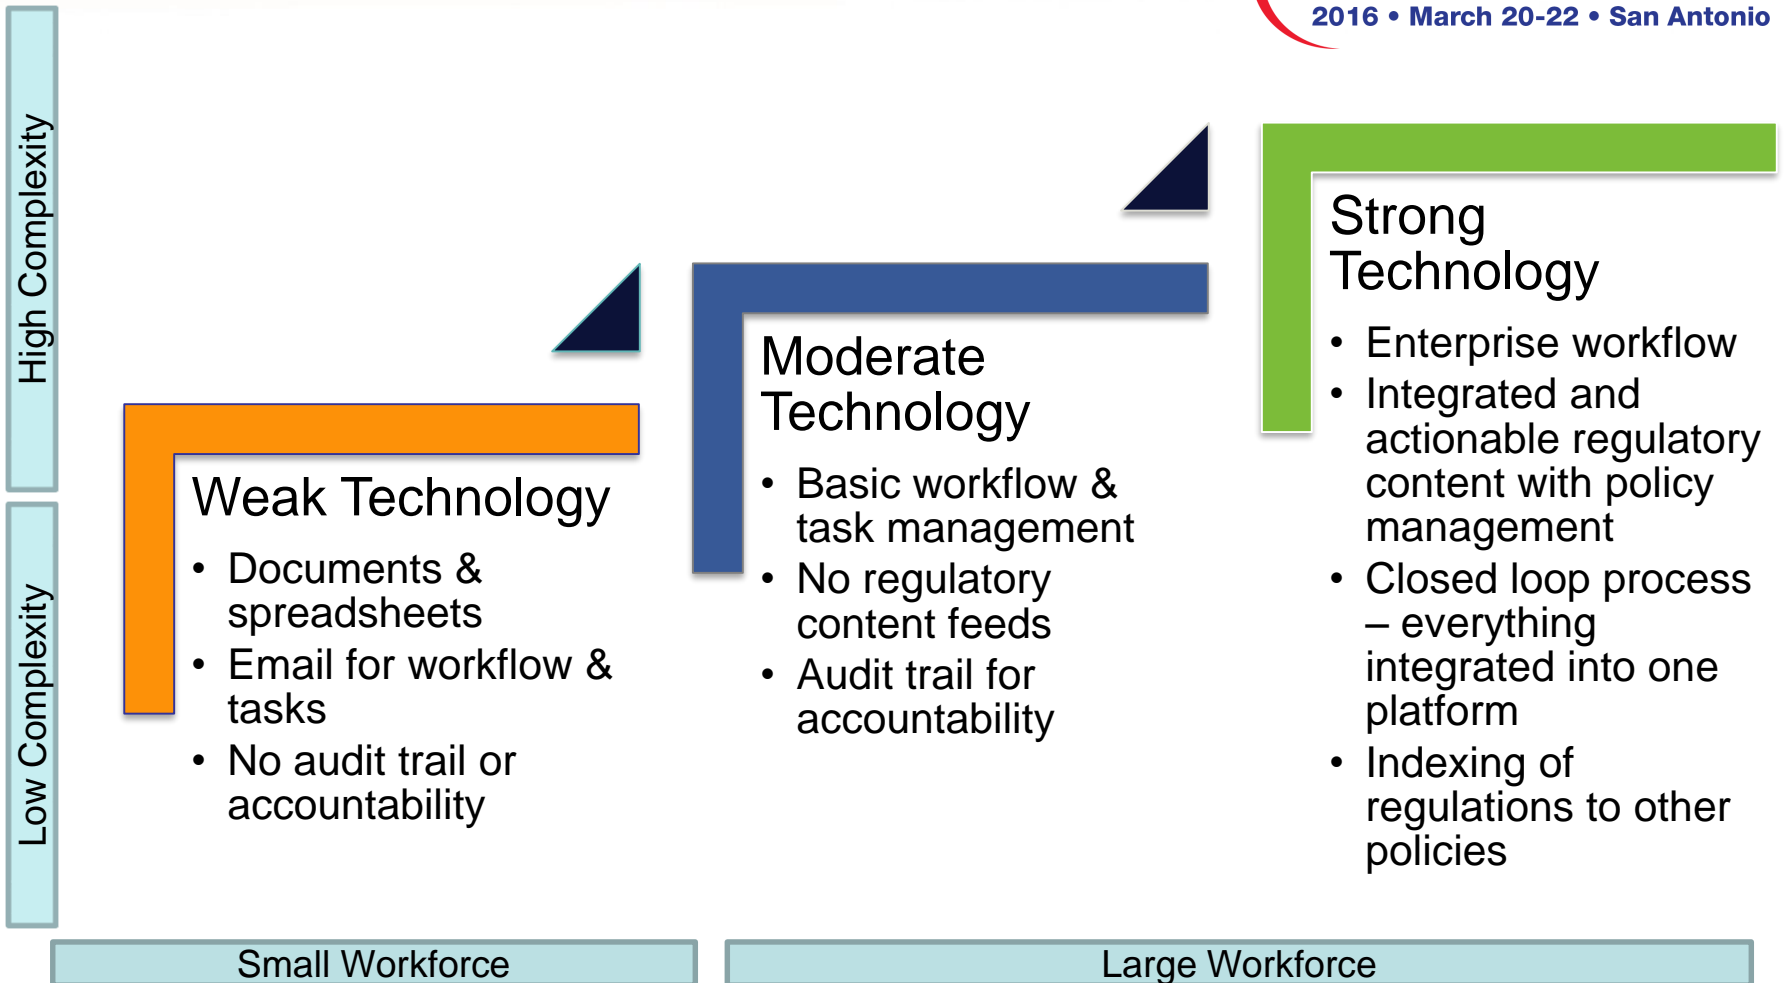 2016 • March 20-22 • San Antonio
High Complexity
Low Complexity
Weak Technology
• Documents &
spreadsheets
• Email for workflow &
tasks
• No audit trail or
accountability
Moderate
Technology
• Basic workflow &
task management
• No regulatory
content feeds
• Audit trail for
accountability
Strong
Technology
• Enterprise workflow
• Integrated and
actionable regulatory
content with policy
management
• Closed loop process
– everything
integrated into one
platform
• Indexing of
regulations to other
policies
Small Workforce
Large Workforce